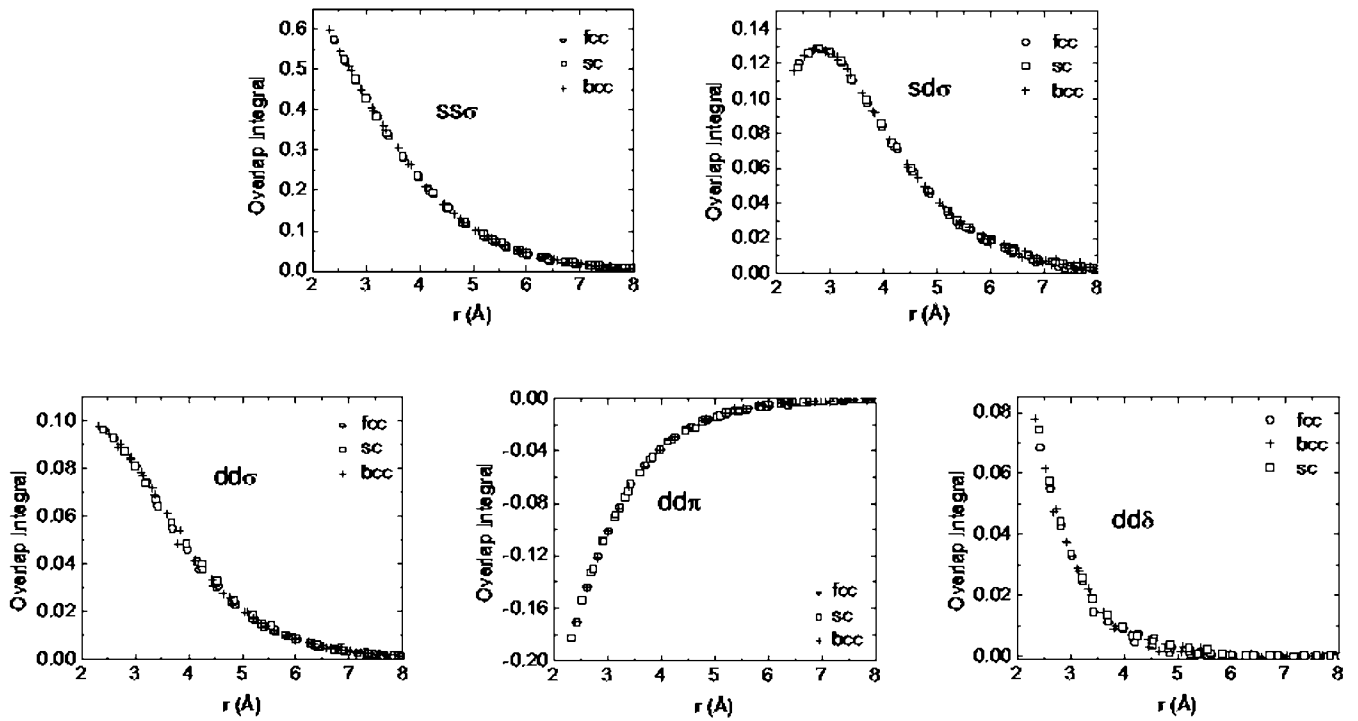 Overlap Integral
0.6
0.5
0.4
0.3
0.2
0.1
0.0
fcc
sc
bcc
ssσ
2 3 4 5 6 7 8
r (Å)
Overlap Integral
0.15
0.13
0.11
0.09
0.08
0.06
0.04
0.02
0.00
fcc
sc
bcc
sdσ
2 3 4 5 6 7 8
r (Å)
Overlap Integral
0.10
0.08
0.06
0.04
0.02
0.00
fcc
sc
bcc
ddσ
2 3 4 5 6 7 8
r (Å)
Overlap Integral
0.00
-0.04
-0.08
-0.12
-0.16
-0.20
ddπ
fcc
sc
bcc
2 3 4 5 6 7 8
r (Å)
Overlap Integral
0.08
0.06
0.04
0.02
0.00
fcc
bcc
sc
ddδ
2 3 4 5 6 7 8
r (Å)